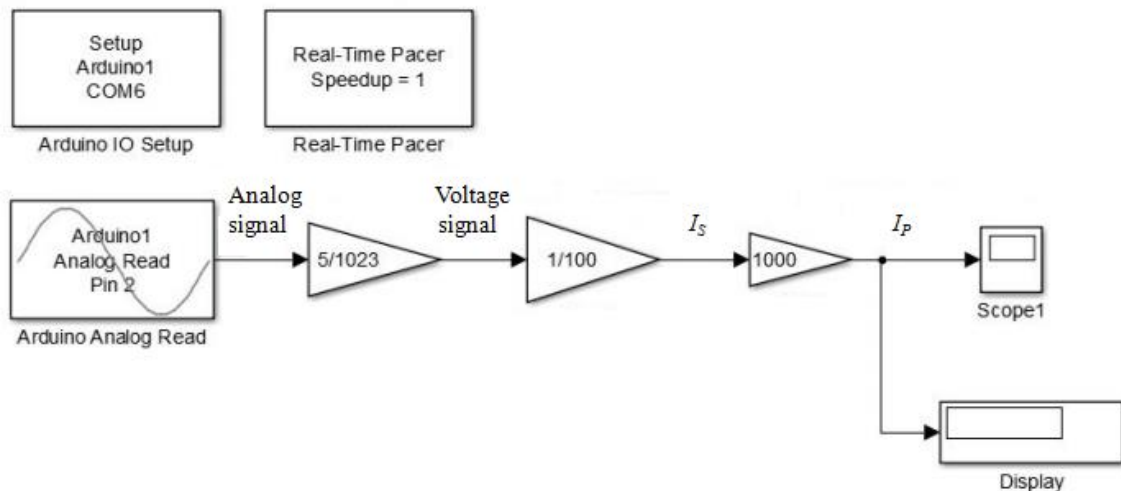 Setup
Arduino1
COM6
Arduino IO Setup
Real-Time Pacer
Speedup = 1
Real-Time Pacer
Arduino1
Analog Read
Pin 2
Arduino Analog Read
Analog
signal
5/1023
Voltage
signal
1/100
I_S
1000
I_P
Scope1
Display